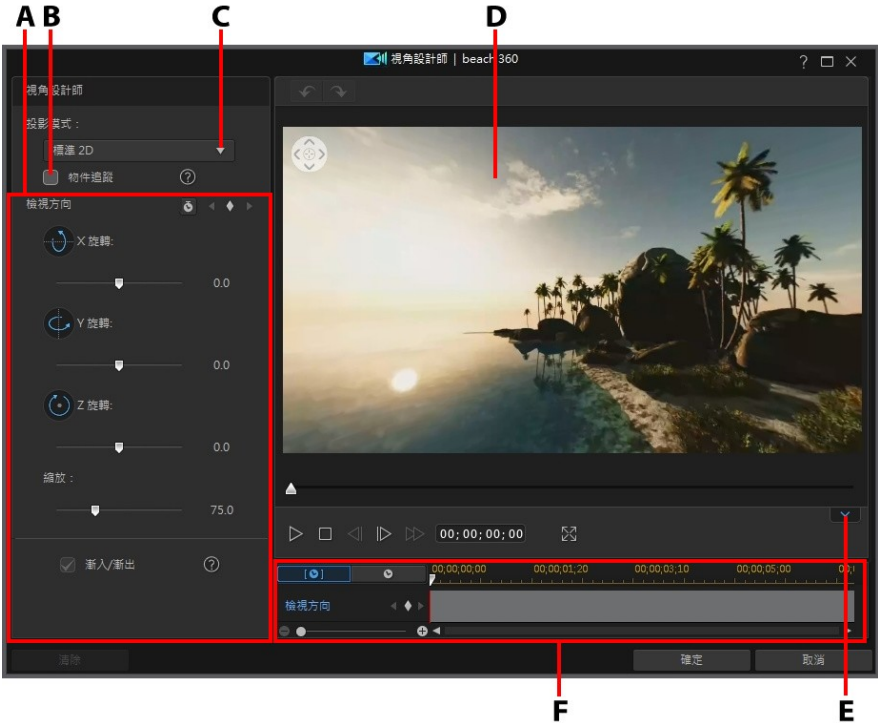 A B C D
視角設計師 | beach 360
視角設計師
投影模式：
標準 2D
物件追蹤
檢視方向
X 旋轉:
0.0
Y 旋轉:
0.0
Z 旋轉:
0.0
縮放：
75.0
漸入/漸出
00;00;00;00
00;00;00;00 00;00;01;20 00;00;03;10 00;00;05;00
檢視方向
清除 確定 取消
F E